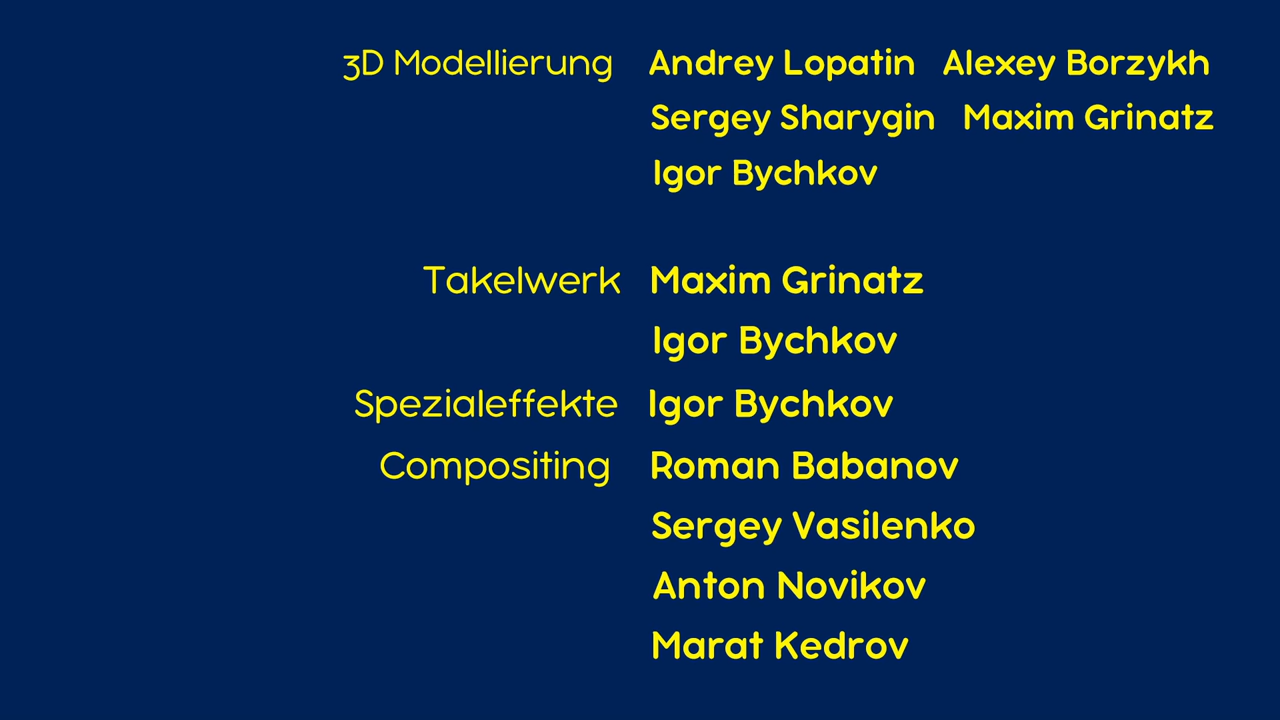 3D Modellierung Andrey Lopatin Alexey Borzykh
Sergey Sharygin Maxim Grinatz
Igor Bychkov
Takelwerk Maxim Grinatz
Igor Bychkov
Spezialeffekte Igor Bychkov
Compositing Roman Babanov
Sergey Vasilenko
Anton Novikov
Marat Kedrov